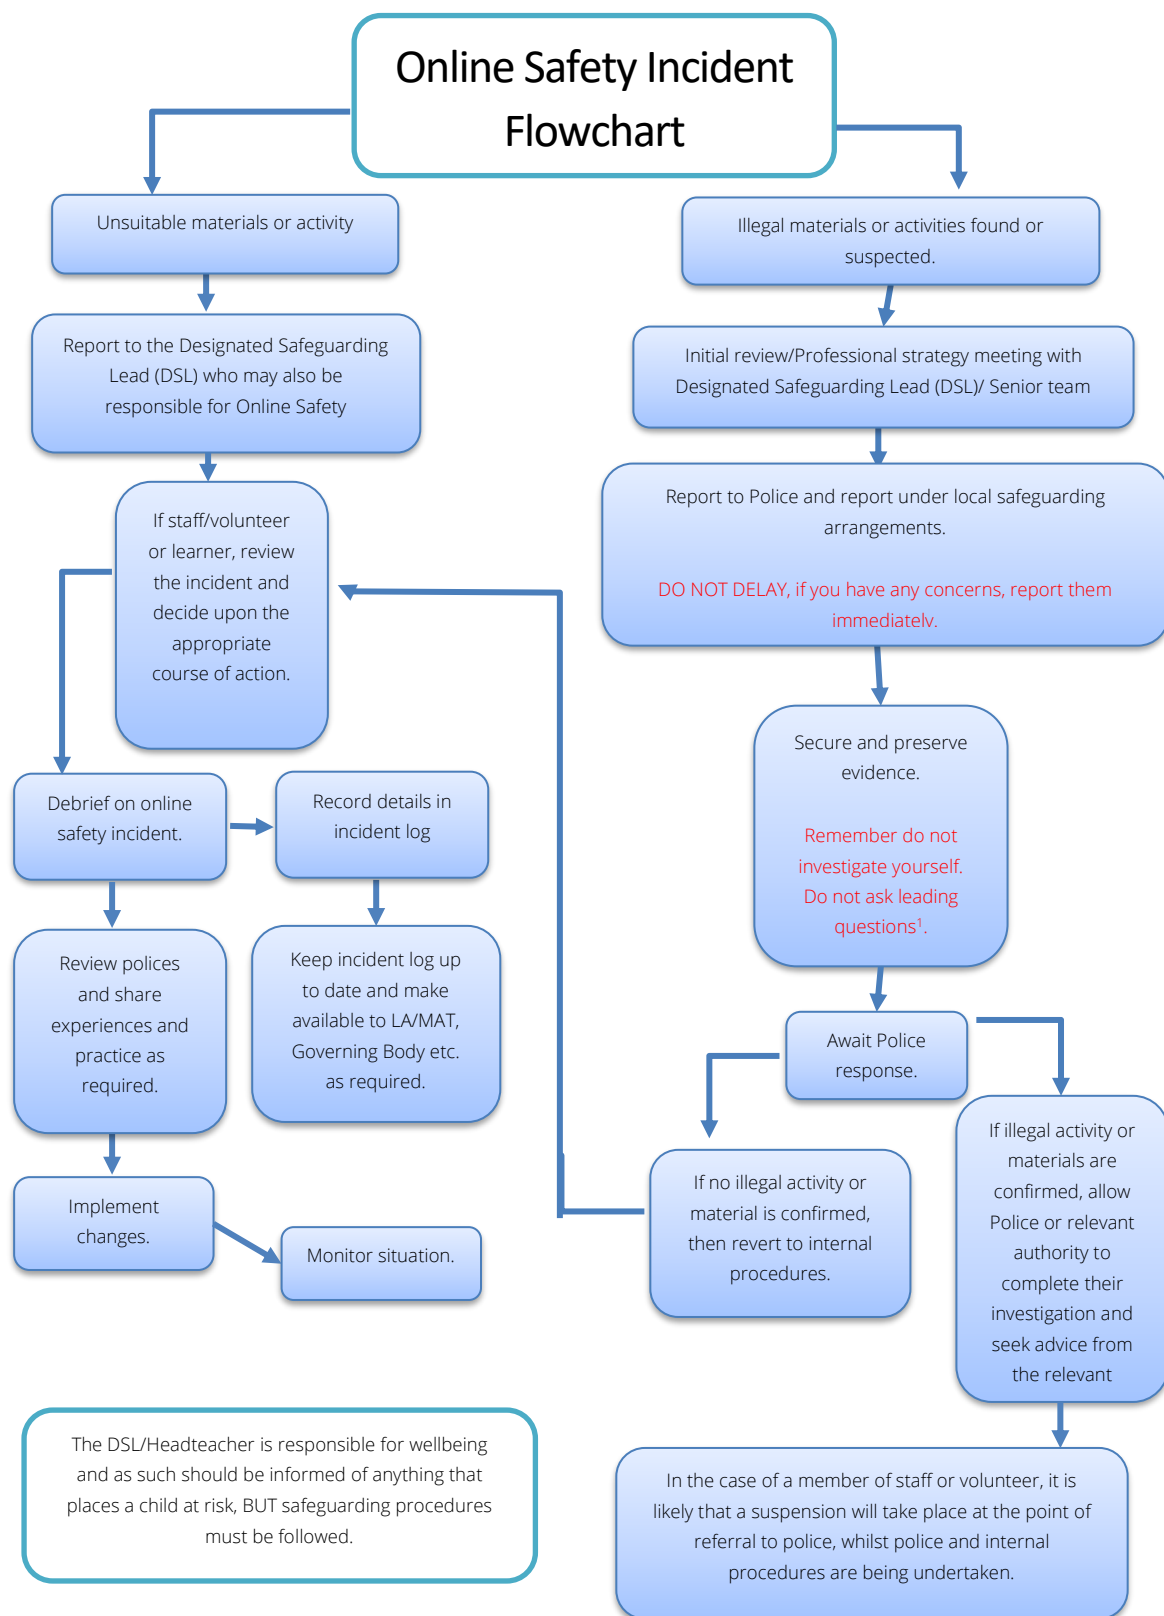 Online Safety Incident
Flowchart
Unsuitable materials or activity
Report to the Designated Safeguarding
Lead (DSL) who may also be
responsible for Online Safety
If staff/volunteer
or learner, review
the incident and
decide upon the
appropriate
course of action.
Debrief on online
safety incident.
Record details in
incident log
Review polices
and share
experiences and
practice as
required.
Keep incident log up
to date and make
available to LA/MAT,
Governing Body etc.
as required.
Implement
changes.
Monitor situation.
Illegal materials or activities found or
suspected.
Initial review/Professional strategy meeting with
Designated Safeguarding Lead (DSL)/ Senior team
Report to Police and report under local safeguarding
arrangements.
DO NOT DELAY, if you have any concerns, report them
immediately.
Secure and preserve
evidence.
Remember do not
investigate yourself.
Do not ask leading
questions¹.
Await Police
response.
If no illegal activity or
material is confirmed,
then revert to internal
procedures.
If illegal activity or
materials are
confirmed, allow
Police or relevant
authority to
complete their
investigation and
seek advice from
the relevant
In the case of a member of staff or volunteer, it is
likely that a suspension will take place at the point of
referral to police, whilst police and internal
procedures are being undertaken.
The DSL/Headteacher is responsible for wellbeing
and as such should be informed of anything that
places a child at risk, BUT safeguarding procedures
must be followed.